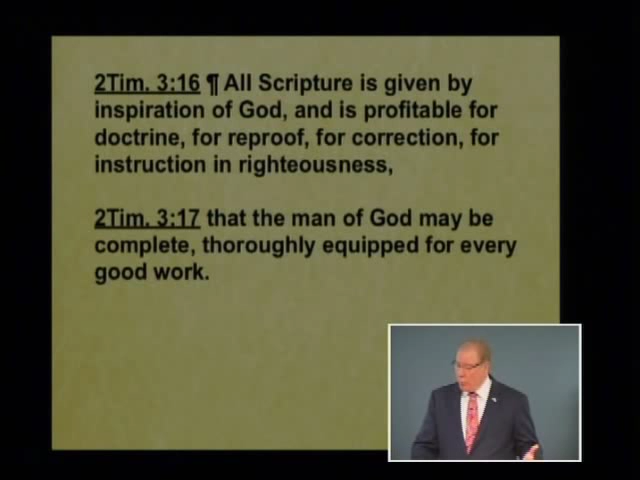 2Tim. 3:16 ¶ All Scripture is given by
inspiration of God, and is profitable for
doctrine, for reproof, for correction, for
instruction in righteousness,
2Tim. 3:17 that the man of God may be
complete, thoroughly equipped for every
good work.